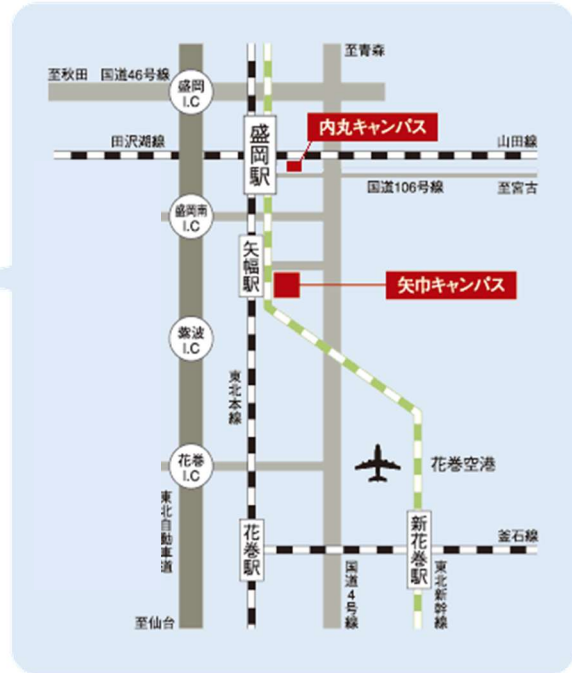 至青森
至秋田 国道46号線
盛岡
I.C
内丸キャンパス
田沢湖線
盛岡駅
山田線
国道106号線
至宮古
盛岡南
I.C
矢幅駅
矢巾キャンパス
紫波
I.C
東北本線
花巻
I.C
花巻空港
東北自動車道
花巻駅
新花巻駅
釜石線
国道4号線
東北新幹線
至仙台